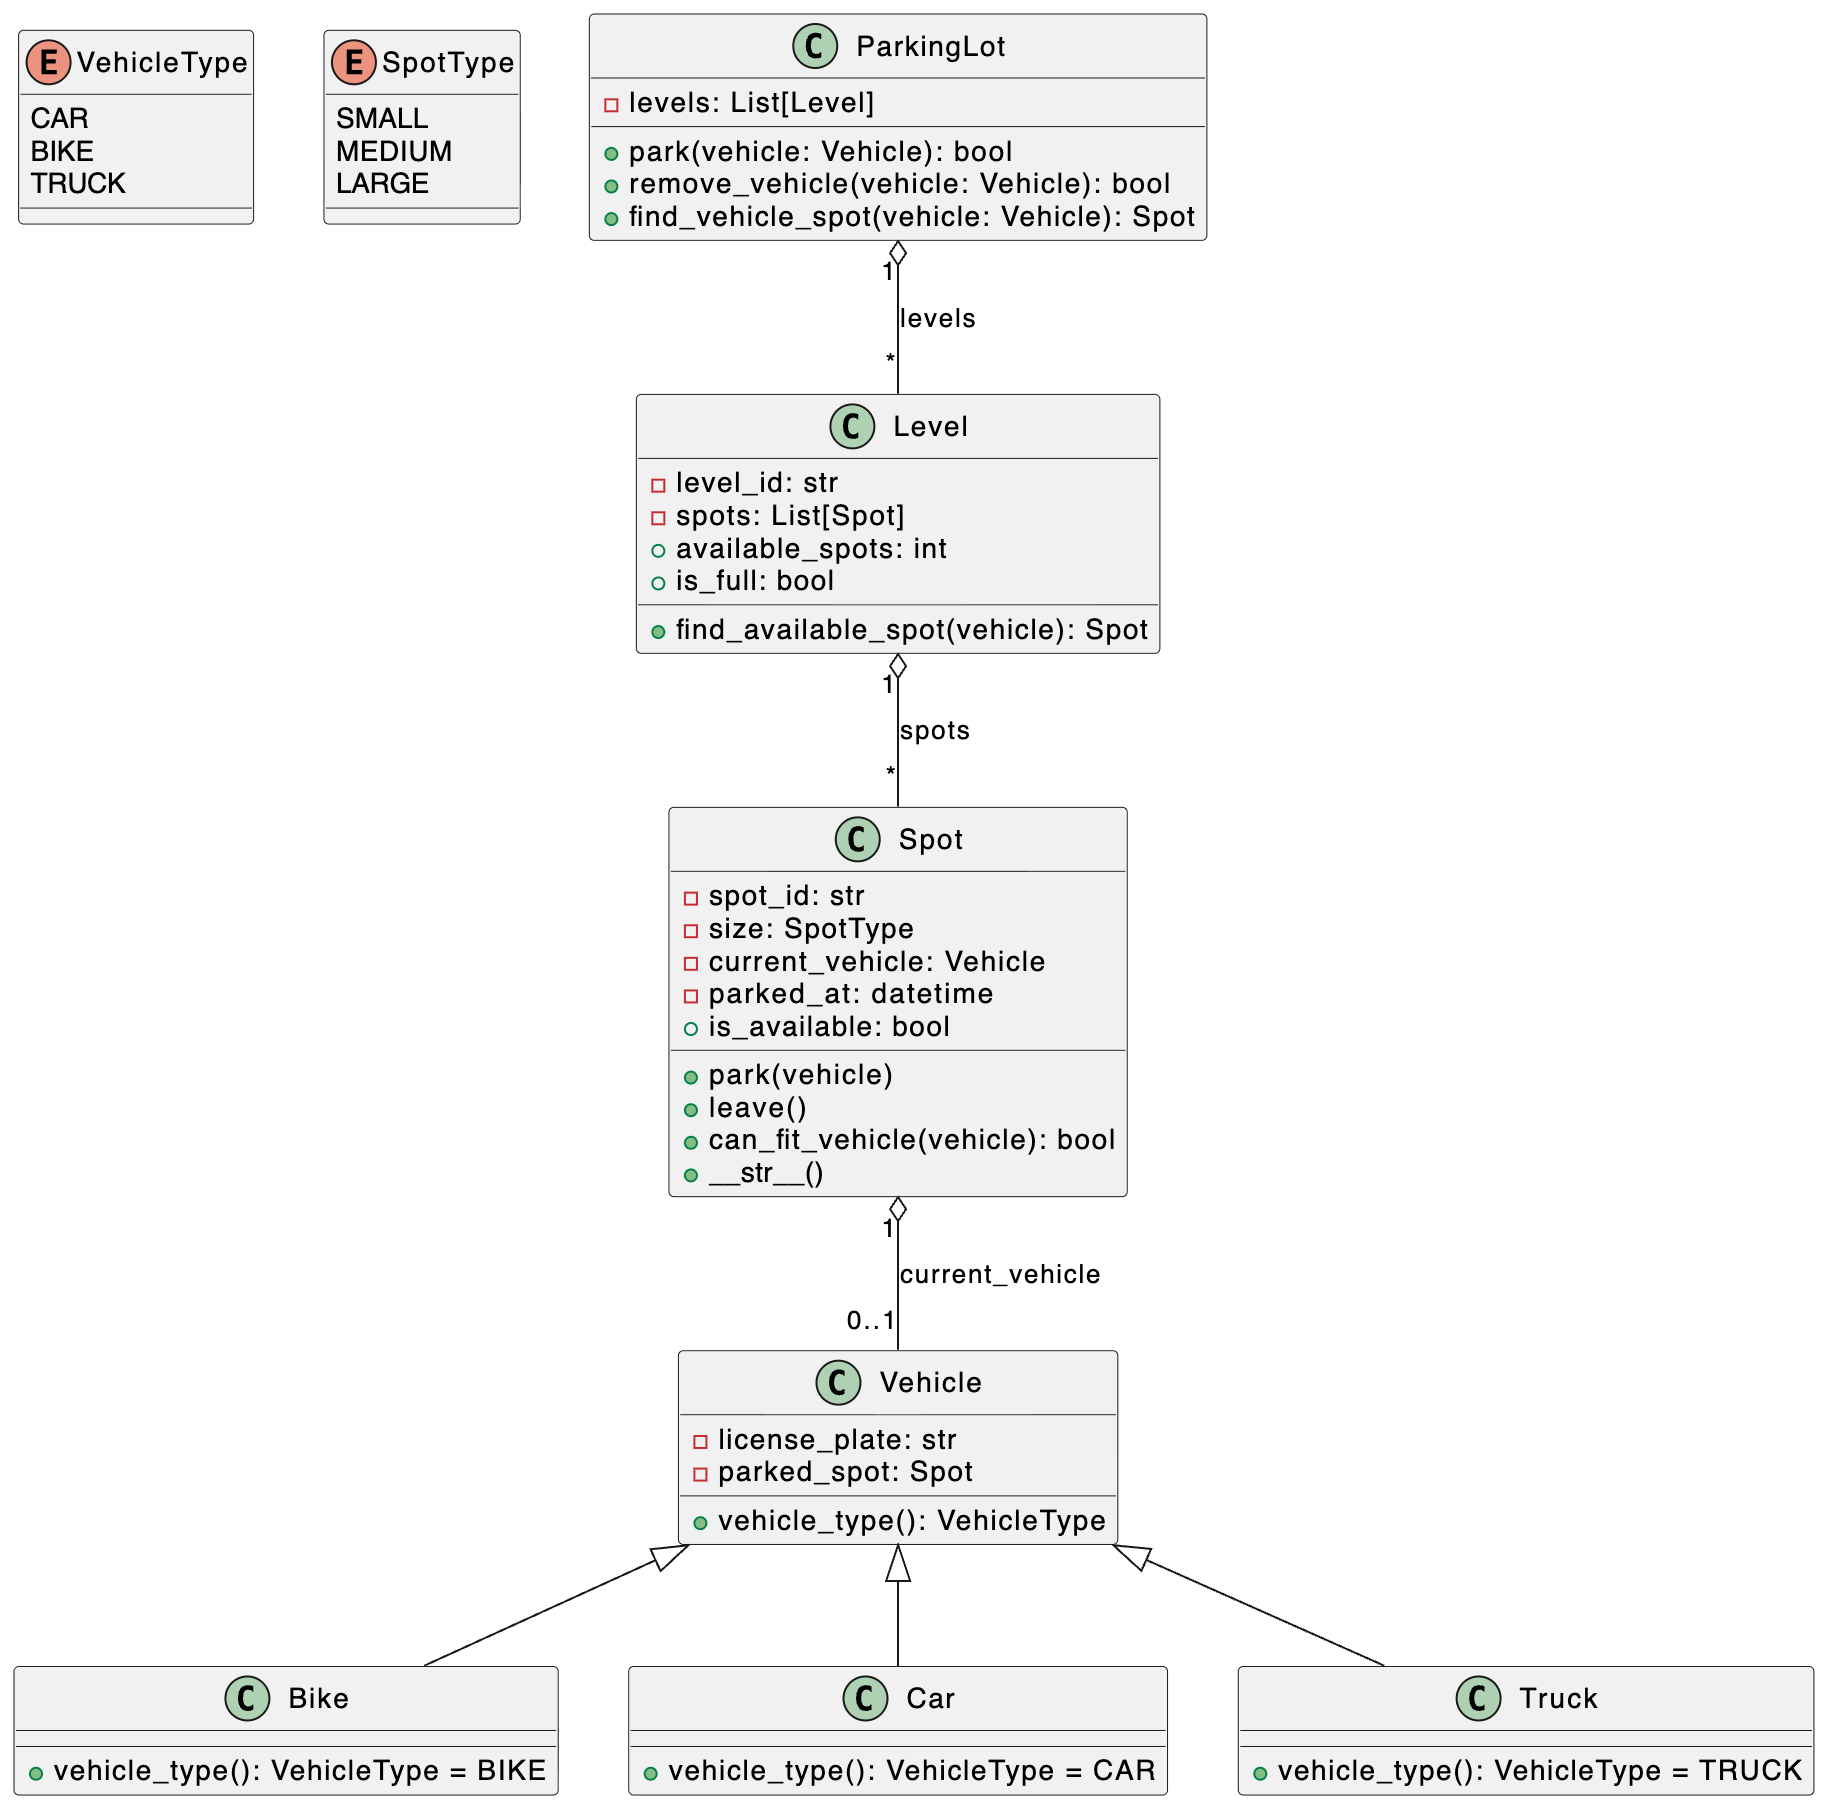 E VehicleType
CAR
BIKE
TRUCK
E SpotType
SMALL
MEDIUM
LARGE
C ParkingLot
levels: List[Level]
park(vehicle: Vehicle): bool
remove_vehicle(vehicle: Vehicle): bool
find_vehicle_spot(vehicle: Vehicle): Spot
1
levels
*
C Level
level_id: str
spots: List[Spot]
available_spots: int
is_full: bool
find_available_spot(vehicle): Spot
1
spots
*
C Spot
spot_id: str
size: SpotType
current_vehicle: Vehicle
parked_at: datetime
is_available: bool
park(vehicle)
leave()
can_fit_vehicle(vehicle): bool
__str__()
1
current_vehicle
0..1
C Vehicle
license_plate: str
parked_spot: Spot
vehicle_type(): VehicleType
C Bike
vehicle_type(): VehicleType = BIKE
C Car
vehicle_type(): VehicleType = CAR
C Truck
vehicle_type(): VehicleType = TRUCK